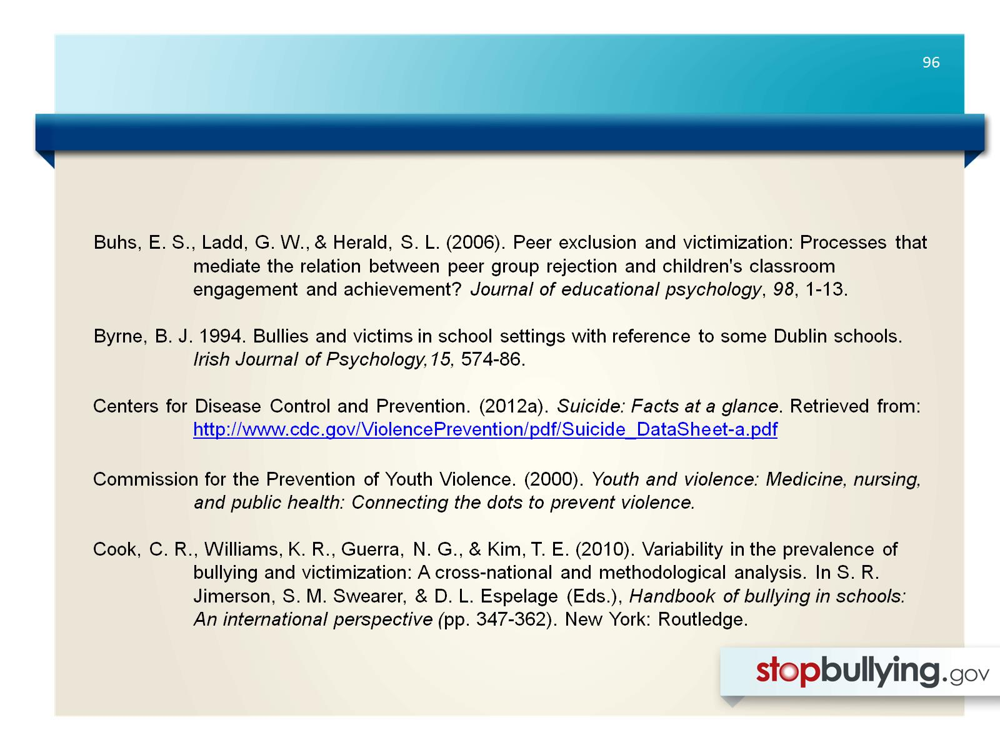 96
Buhs, E. S., Ladd, G. W., & Herald, S. L. (2006). Peer exclusion and victimization: Processes that
mediate the relation between peer group rejection and children's classroom
engagement and achievement? Journal of educational psychology, 98, 1-13.
Byrne, B. J. 1994. Bullies and victims in school settings with reference to some Dublin schools.
Irish Journal of Psychology,15, 574-86.
Centers for Disease Control and Prevention. (2012a). Suicide: Facts at a glance. Retrieved from:
http://www.cdc.gov/ViolencePrevention/pdf/Suicide_DataSheet-a.pdf
Commission for the Prevention of Youth Violence. (2000). Youth and violence: Medicine, nursing,
and public health: Connecting the dots to prevent violence.
Cook, C. R., Williams, K. R., Guerra, N. G., & Kim, T. E. (2010). Variability in the prevalence of
bullying and victimization: A cross-national and methodological analysis. In S. R.
Jimerson, S. M. Swearer, & D. L. Espelage (Eds.), Handbook of bullying in schools:
An international perspective (pp. 347-362). New York: Routledge.
stopbullying.gov